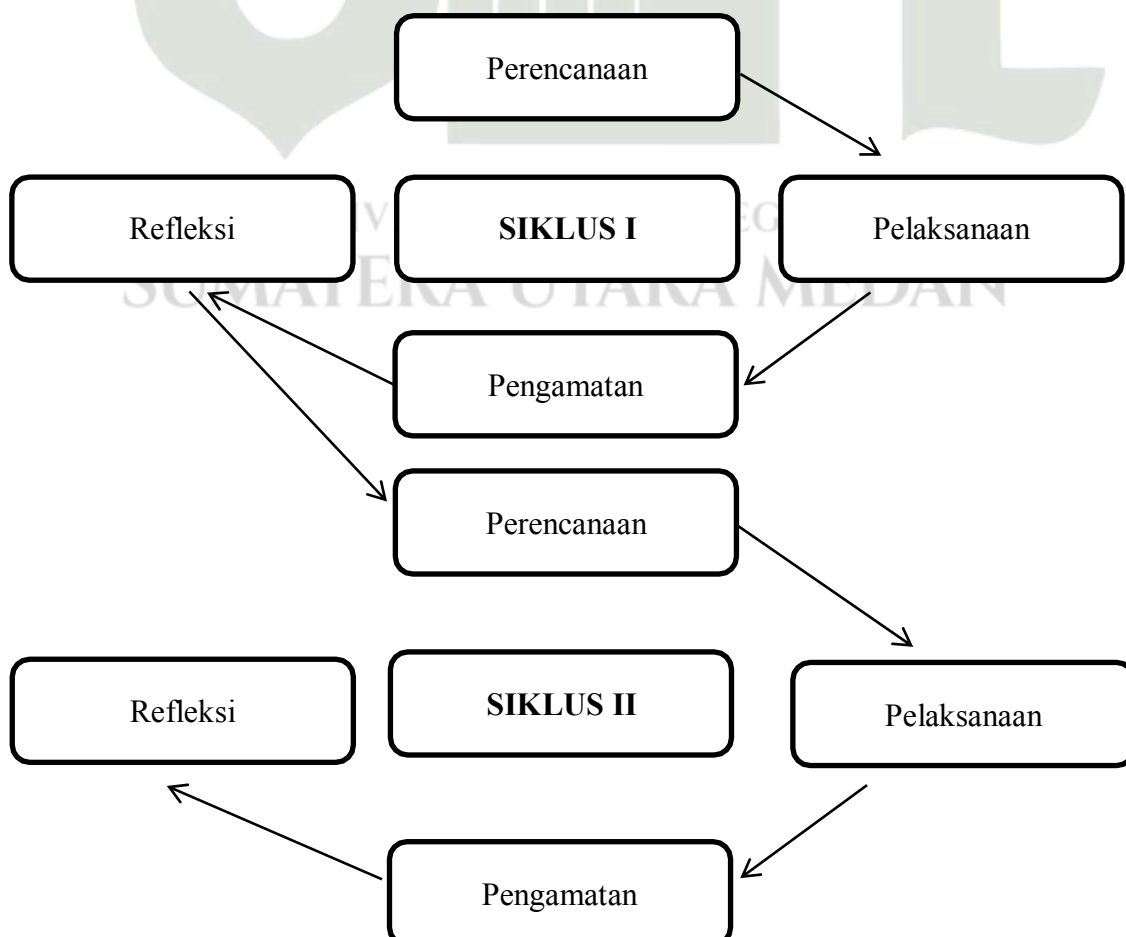 Perencanaan
Refleksi
SIKLUS I
Pelaksanaan
SUMATERA UTARA MEDAN
Pengamatan
Perencanaan
Refleksi
SIKLUS II
Pelaksanaan
Pengamatan